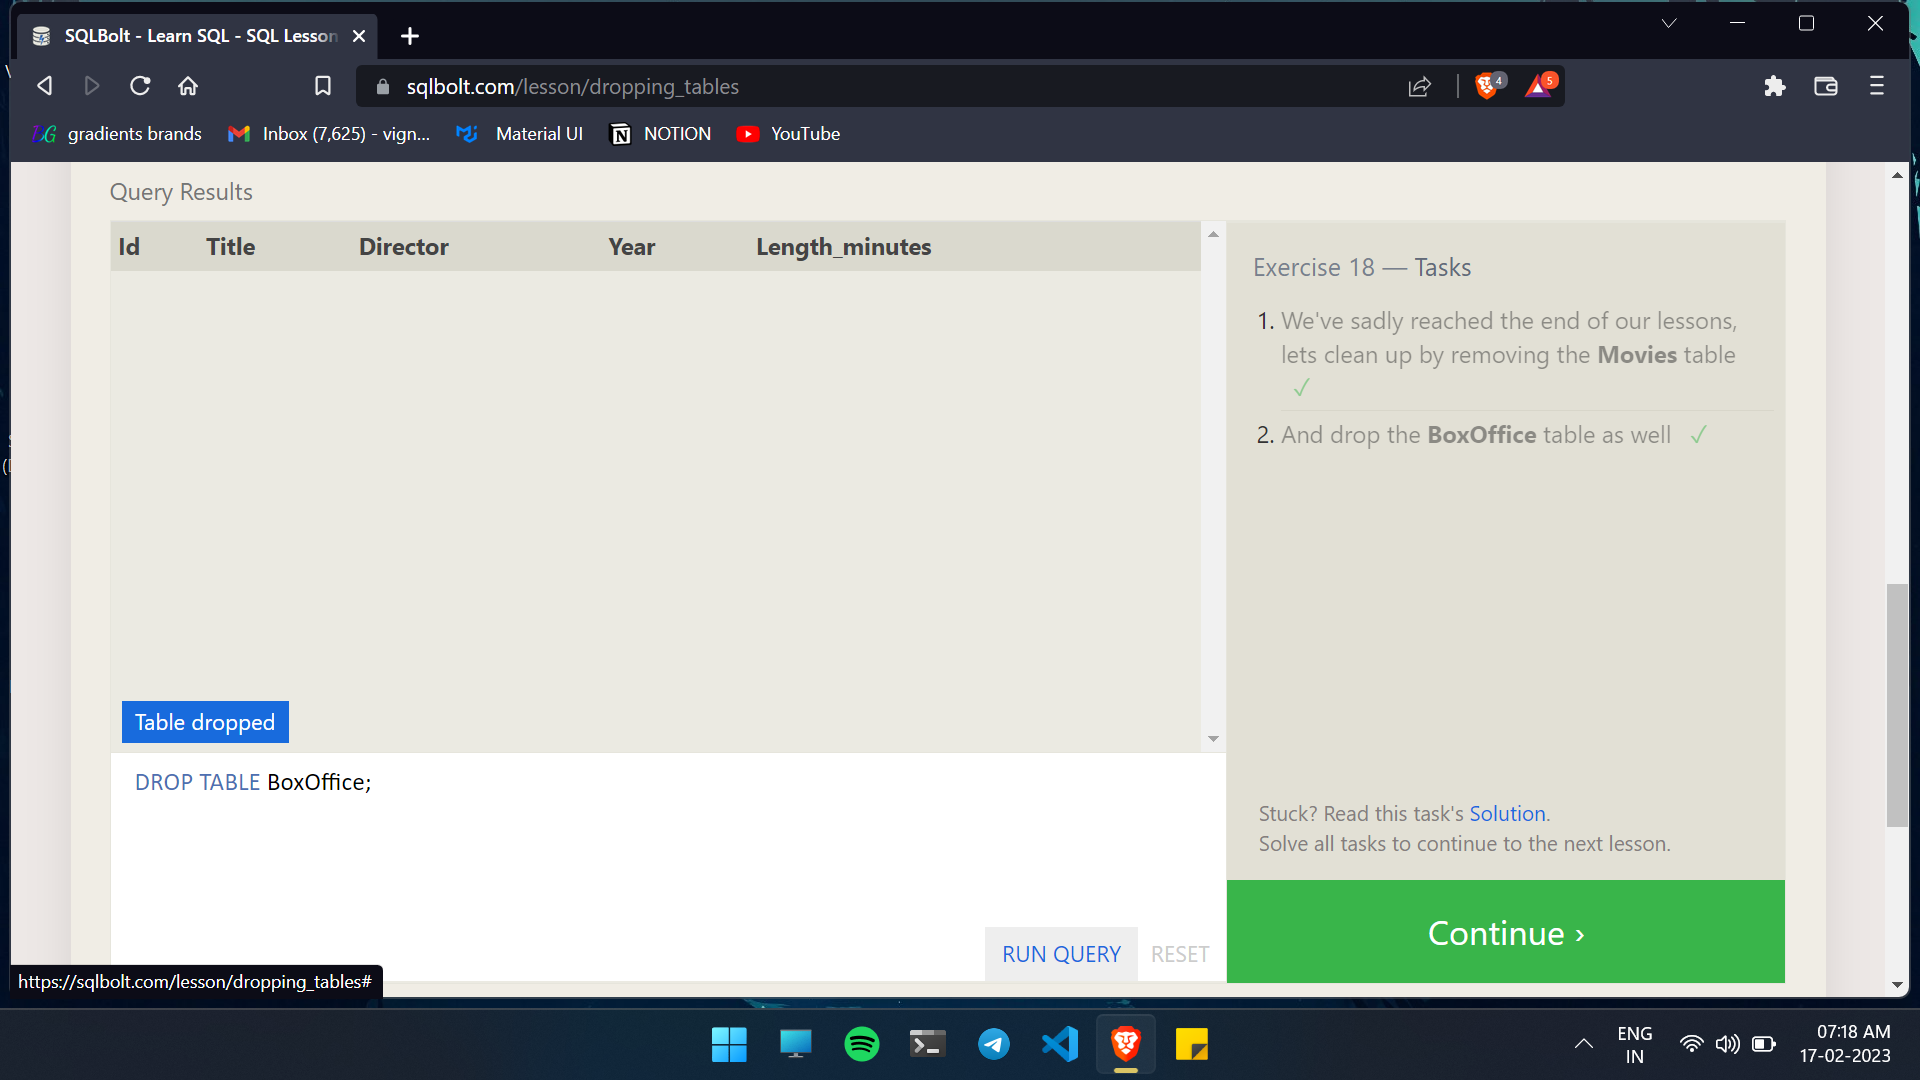 SQLBolt - Learn SQL - SQL Lesson
sqlbolt.com/lesson/dropping_tables
4
5
BG gradients brands
Inbox (7,625) - vign...
Material UI
NOTION
YouTube
Query Results
Id Title Director Year Length_minutes
Table dropped
DROP TABLE BoxOffice;
RUN QUERY RESET
Exercise 18 — Tasks
1. We've sadly reached the end of our lessons,
lets clean up by removing the Movies table
✓
2. And drop the BoxOffice table as well ✓
Stuck? Read this task's Solution.
Solve all tasks to continue to the next lesson.
Continue ›
https://sqlbolt.com/lesson/dropping_tables#
ENG
IN
07:18 AM
17-02-2023